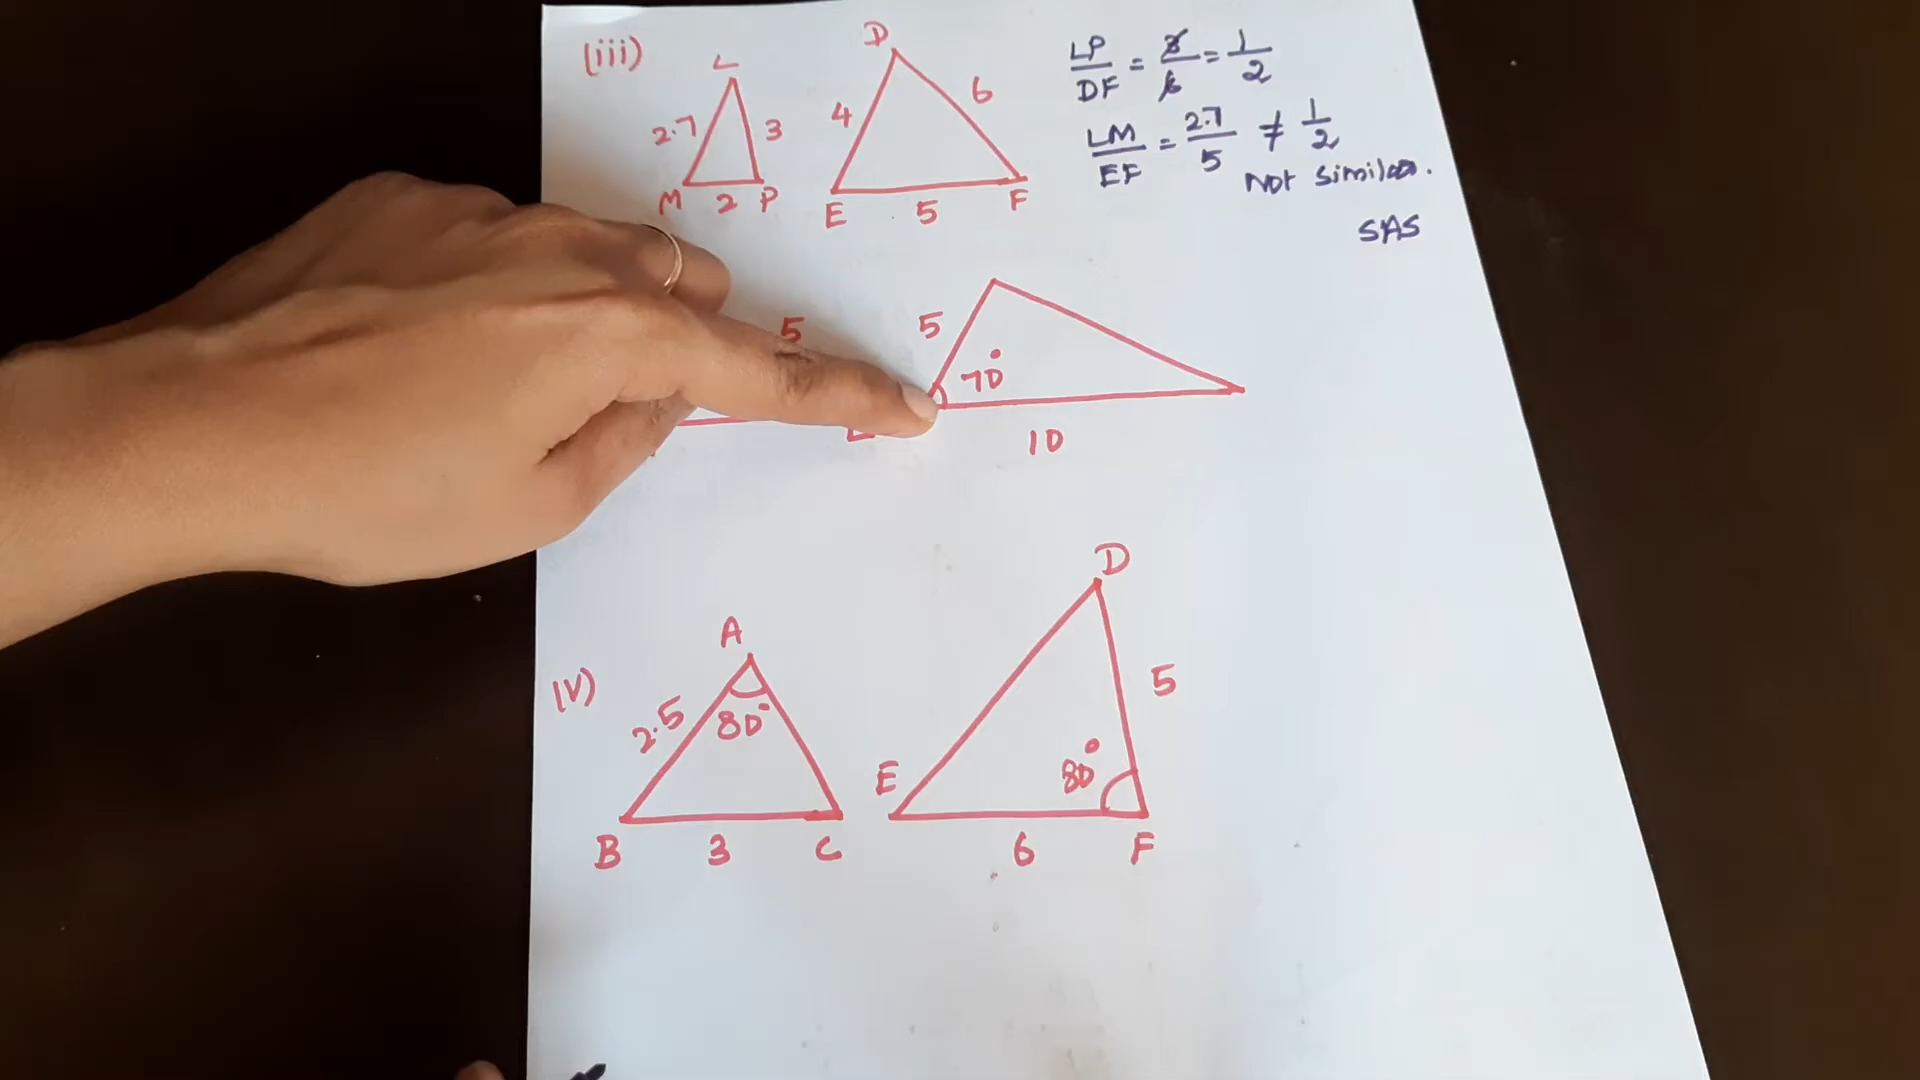 (iii)
L
2.7
3
M 2 P
D
4
6
E 5 F
LP/DF = 3/6 = 1/2
LM/EF = 2.7/5 ≠ 1/2
Not Similar.
SAS
5
5
70°
10
(V)
A
2.5
80°
B 3 C
D
5
E
80°
6 F